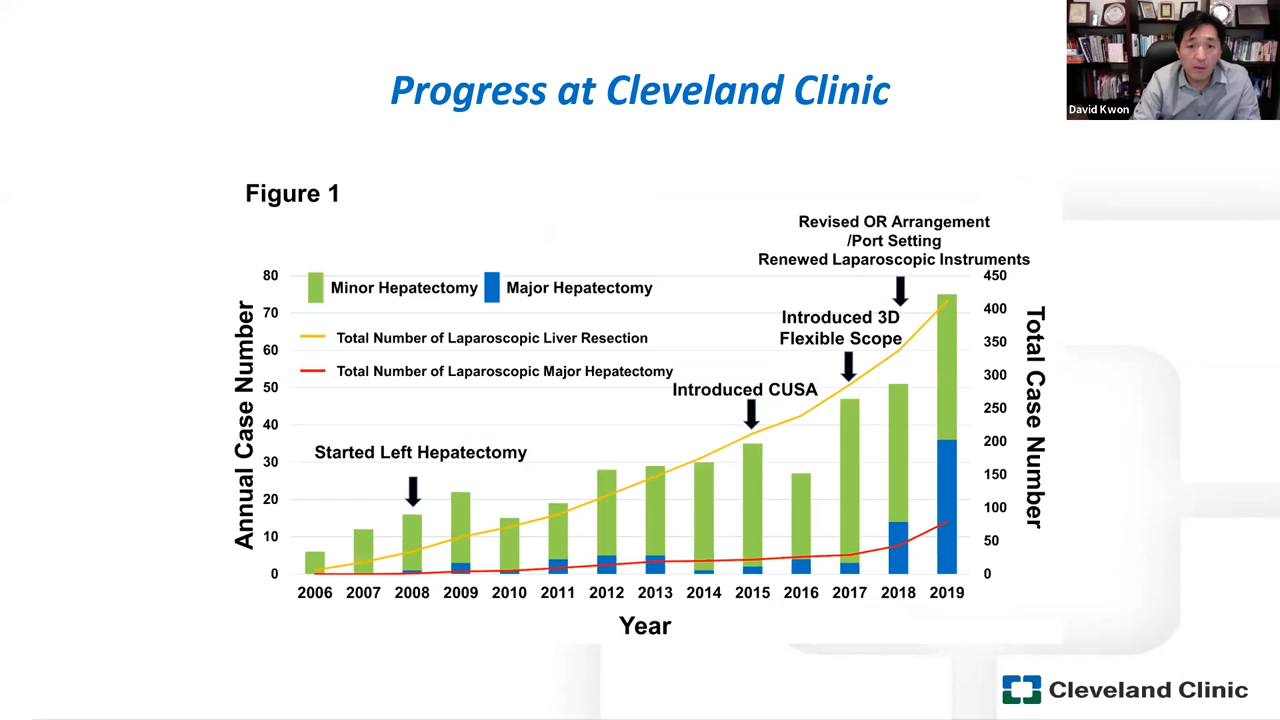 Progress at Cleveland Clinic
David Kwon
Figure 1
Revised OR Arrangement
/Port Setting
Renewed Laparoscopic Instruments
Minor Hepatectomy
Major Hepatectomy
Total Number of Laparoscopic Liver Resection
Total Number of Laparoscopic Major Hepatectomy
Introduced 3D
Flexible Scope
Introduced CUSA
Started Left Hepatectomy
Annual Case Number
80
70
60
50
40
30
20
10
0
Total Case Number
450
400
350
300
250
200
150
100
50
0
2006 2007 2008 2009 2010 2011 2012 2013 2014 2015 2016 2017 2018 2019
Year
Cleveland Clinic